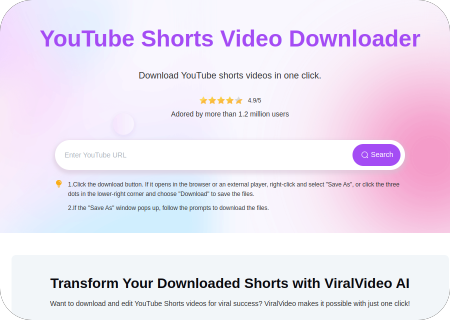 YouTube Shorts Video Downloader
Download YouTube shorts videos in one click.
4.9/5
Adored by more than 1.2 million users
Enter YouTube URL
Search
1.Click the download button. If it opens in the browser or an external player, right-click and select "Save As", or click the three
dots in the lower-right corner and choose "Download" to save the files.
2.If the "Save As" window pops up, follow the prompts to download the files.
Transform Your Downloaded Shorts with ViralVideo AI
Want to download and edit YouTube Shorts videos for viral success? ViralVideo makes it possible with just one click!